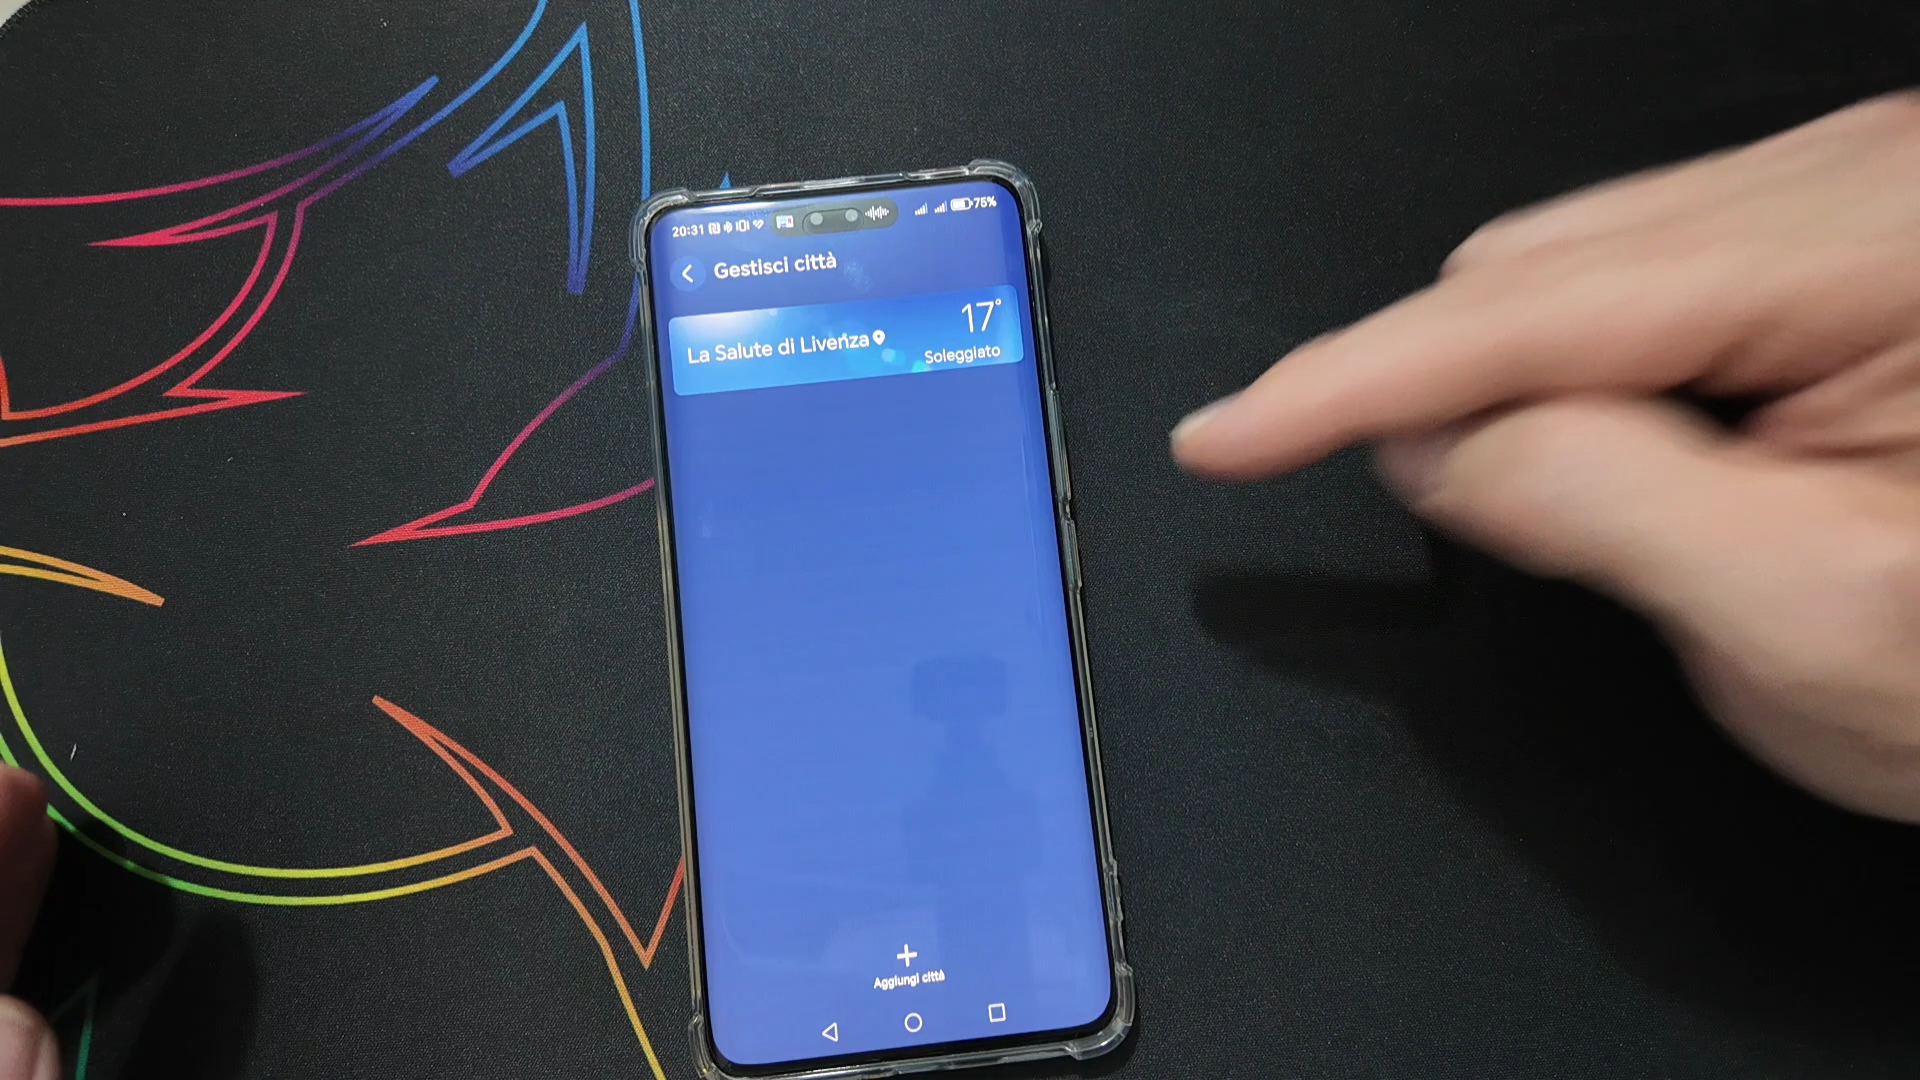 20:31 75%
Gestisci città
17°
La Salute di Livenza
Soleggiato
Aggiungi città